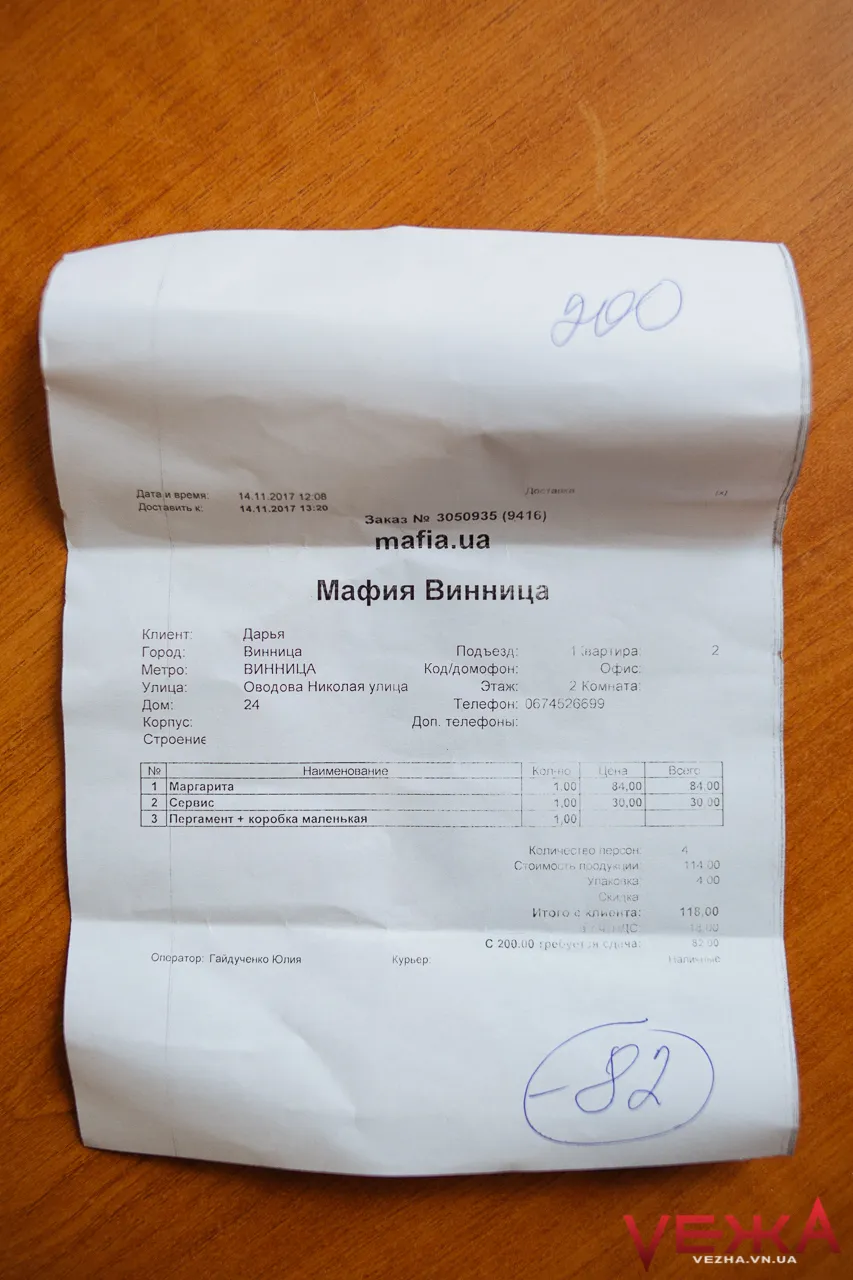 200
Дата и время: 14.11.2017 12:08 Доставка
Доставить к: 14.11.2017 13:20
Заказ № 3050935 (9416)
mafia.ua
Мафия Винница
Клиент: Дарья
Город: Винница Подъезд: 1 Квартира: 2
Метро: ВИННИЦА Код/домофон: Офис:
Улица: Оводова Николая улица Этаж: 2 Комната:
Дом: 24 Телефон: 0674526699
Корпус: Доп. телефоны:
Строение
№ Наименование Кол-но Цена Всего
1 Маргарита 1.00 84,00 84.00
2 Сервис 1,00 30,00 30.00
3 Пергамент + коробка маленькая 1,00
Количество персон: 4
Стоимость продукции: 114.00
Упаковка: 4.00
Скидка
Итого с клиента: 118,00
С 200.00 требуется сдача: 82.00
Оператор: Гайдученко Юлия Курьер: Наличные
-82
VЕЖА
VEZHA.VN.UA